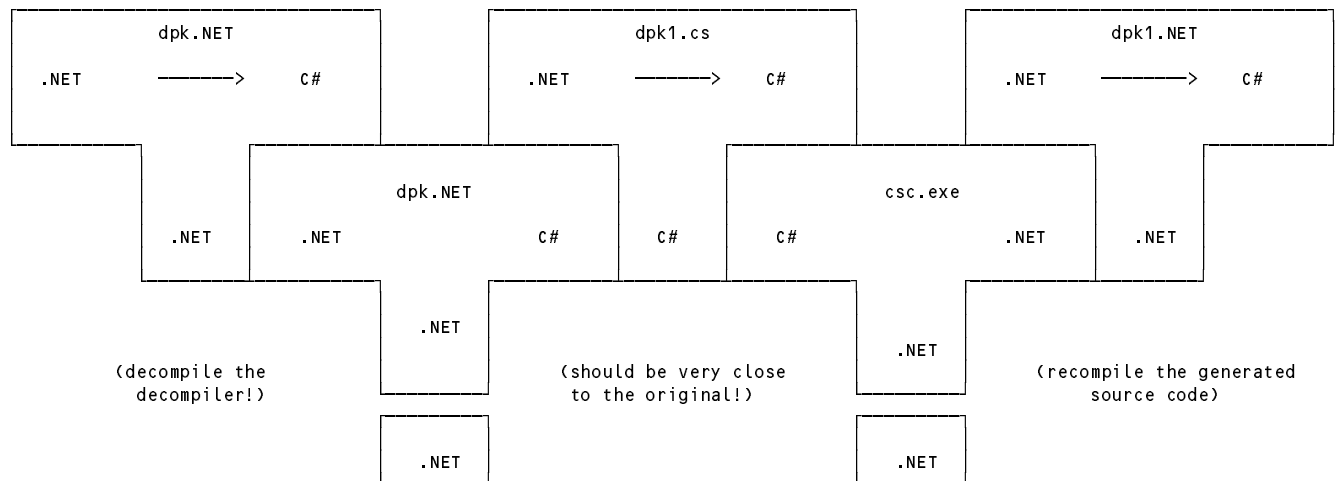 dpk.NET dpk1.cs dpk1.NET
.NET ───────> C# .NET ───────> C# .NET ────────> C#
dpk.NET csc.exe
.NET .NET C# C# C# .NET .NET
.NET
.NET
(decompile the (should be very close (recompile the generated
decompiler!) to the original!) source code)
.NET .NET